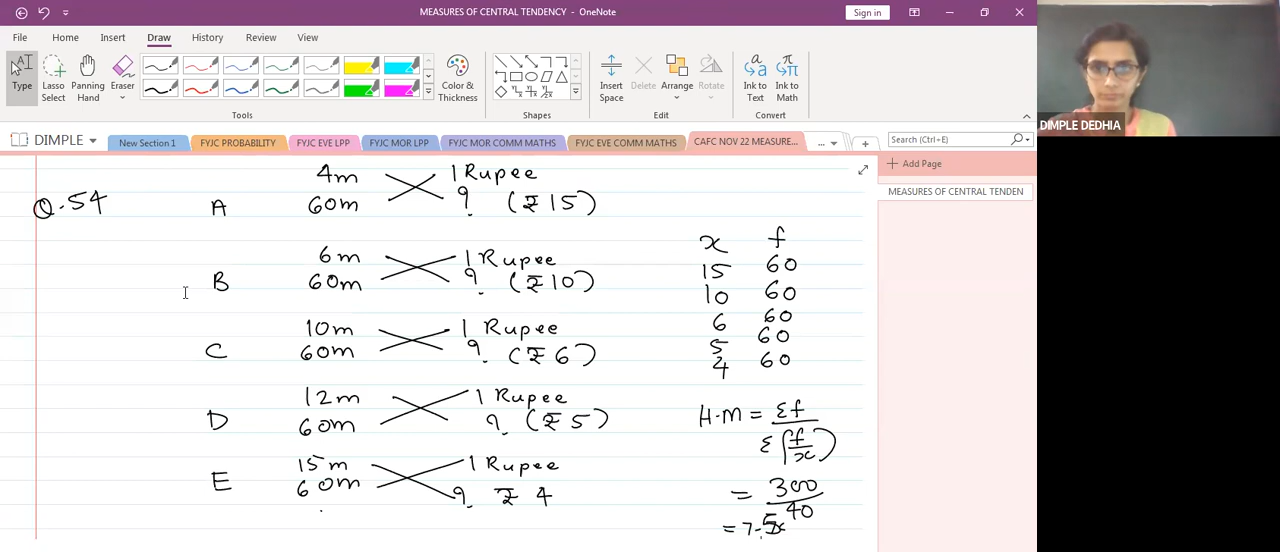 MEASURES OF CENTRAL TENDENCY - OneNote
Sign in
File Home Insert Draw History Review View
Type
Lasso Select
Panning Hand
Eraser
Color & Thickness
Insert Space
Delete
Arrange
Rotate
Ink to Text
Ink to Math
Tools
Shapes
Edit
Convert
DIMPLE DEDHIA
DIMPLE
New Section 1
FYJC PROBABILITY
FYJC EVE LPP
FYJC MOR LPP
FYJC MOR COMM MATHS
FYJC EVE COMM MATHS
CAFC NOV 22 MEASURE...
Search (Ctrl+E)
Add Page
MEASURES OF CENTRAL TENDEN
Q.54
A
4m 1 Rupee
60m ? (₹ 15)
B
6m 1 Rupee
60m ? (₹ 10)
C
10m 1 Rupee
60m ? (₹ 6)
D
12m 1 Rupee
60m ? (₹ 5)
E
15m 1 Rupee
60m ? ₹ 4
x f
15 60
10 60
6 60
5 60
4 60
H.M = Σf / Σ(f/x)
= 300 / 40